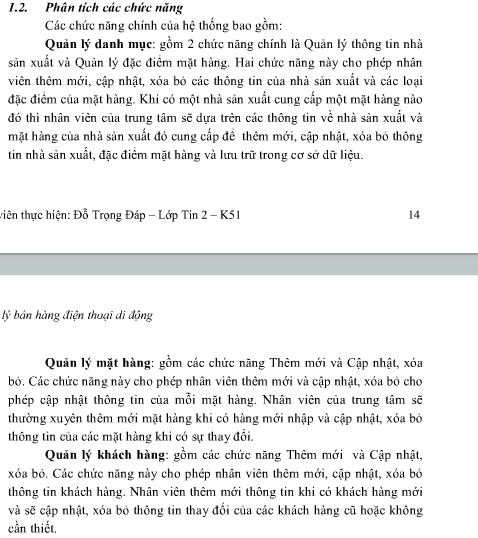 1.2. Phân tích các chức năng
Các chức năng chính của hệ thống bao gồm:
Quản lý danh mục: gồm 2 chức năng chính là Quản lý thông tin nhà
sản xuất và Quản lý đặc điểm mặt hàng. Hai chức năng này cho phép nhân
viên thêm mới, cập nhật, xóa bỏ các thông tin của nhà sản xuất và các loại
đặc điểm của mặt hàng. Khi có một nhà sản xuất cung cấp một mặt hàng nào
đó thì nhân viên của trung tâm sẽ dựa trên các thông tin về nhà sản xuất và
mặt hàng của nhà sản xuất đó cung cấp để thêm mới, cập nhật, xóa bỏ thông
tin nhà sản xuất, đặc điểm mặt hàng và lưu trữ trong cơ sở dữ liệu.
viên thực hiện: Đỗ Trọng Đáp – Lớp Tin 2 – K51 14
lý bán hàng điện thoại di động
Quản lý mặt hàng: gồm các chức năng Thêm mới và Cập nhật, xóa
bỏ. Các chức năng này cho phép nhân viên thêm mới và cập nhật, xóa bỏ cho
phép cập nhật thông tin của mỗi mặt hàng. Nhân viên của trung tâm sẽ
thường xuyên thêm mới mặt hàng khi có hàng mới nhập và cập nhật, xóa bỏ
thông tin của các mặt hàng khi có sự thay đổi.
Quản lý khách hàng: gồm các chức năng Thêm mới và Cập nhật,
xóa bỏ. Các chức năng này cho phép nhân viên thêm mới, cập nhật, xóa bỏ
thông tin khách hàng. Nhân viên thêm mới thông tin khi có khách hàng mới
và sẽ cập nhật, xóa bỏ thông tin thay đổi của các khách hàng cũ hoặc không
cần thiết.